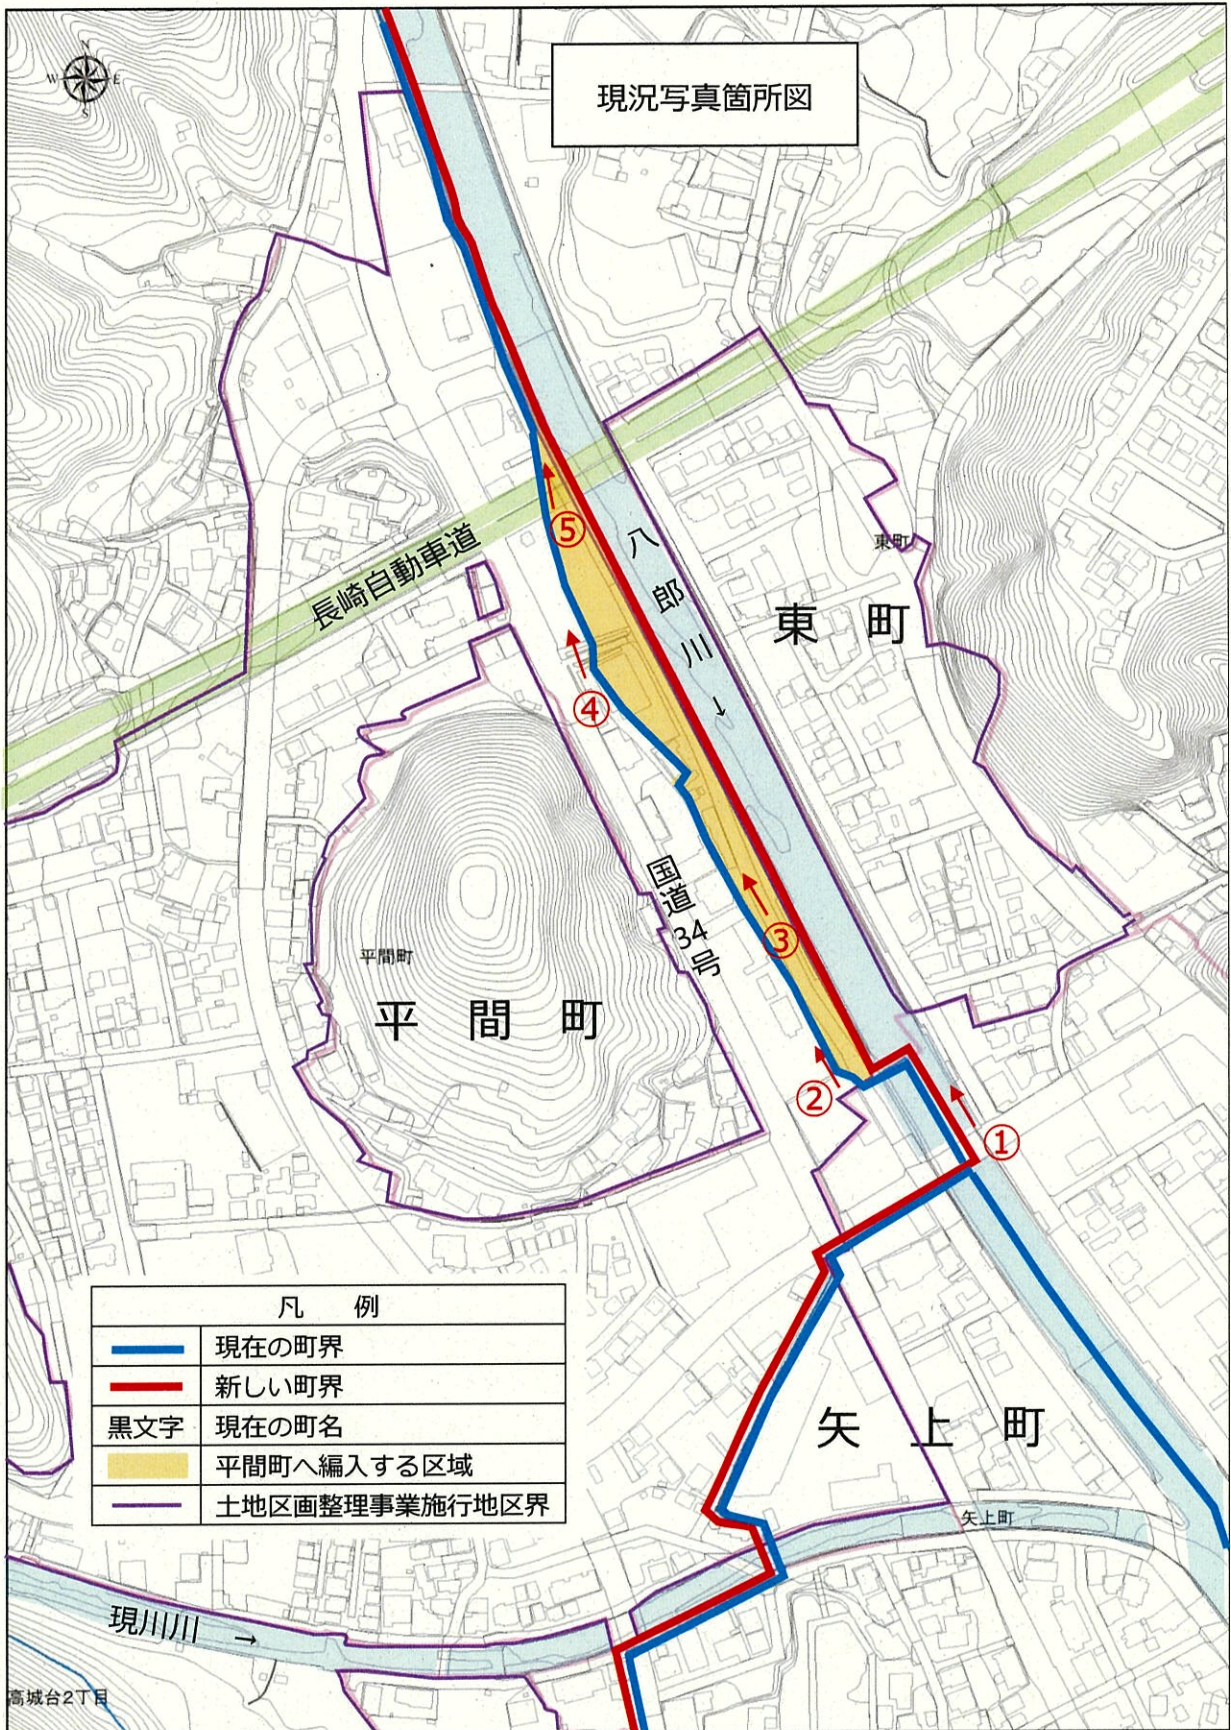 N
W E
S
現況写真箇所図
長崎自動車道
八郎川
↓
東町
東町
⑤
④
③
②
①
国道34号
平間町
平間町
凡 例
現在の町界
新しい町界
黒文字 現在の町名
平間町へ編入する区域
土地区画整理事業施行地区界
矢上町
矢上町
現川川 →
高城台2丁目